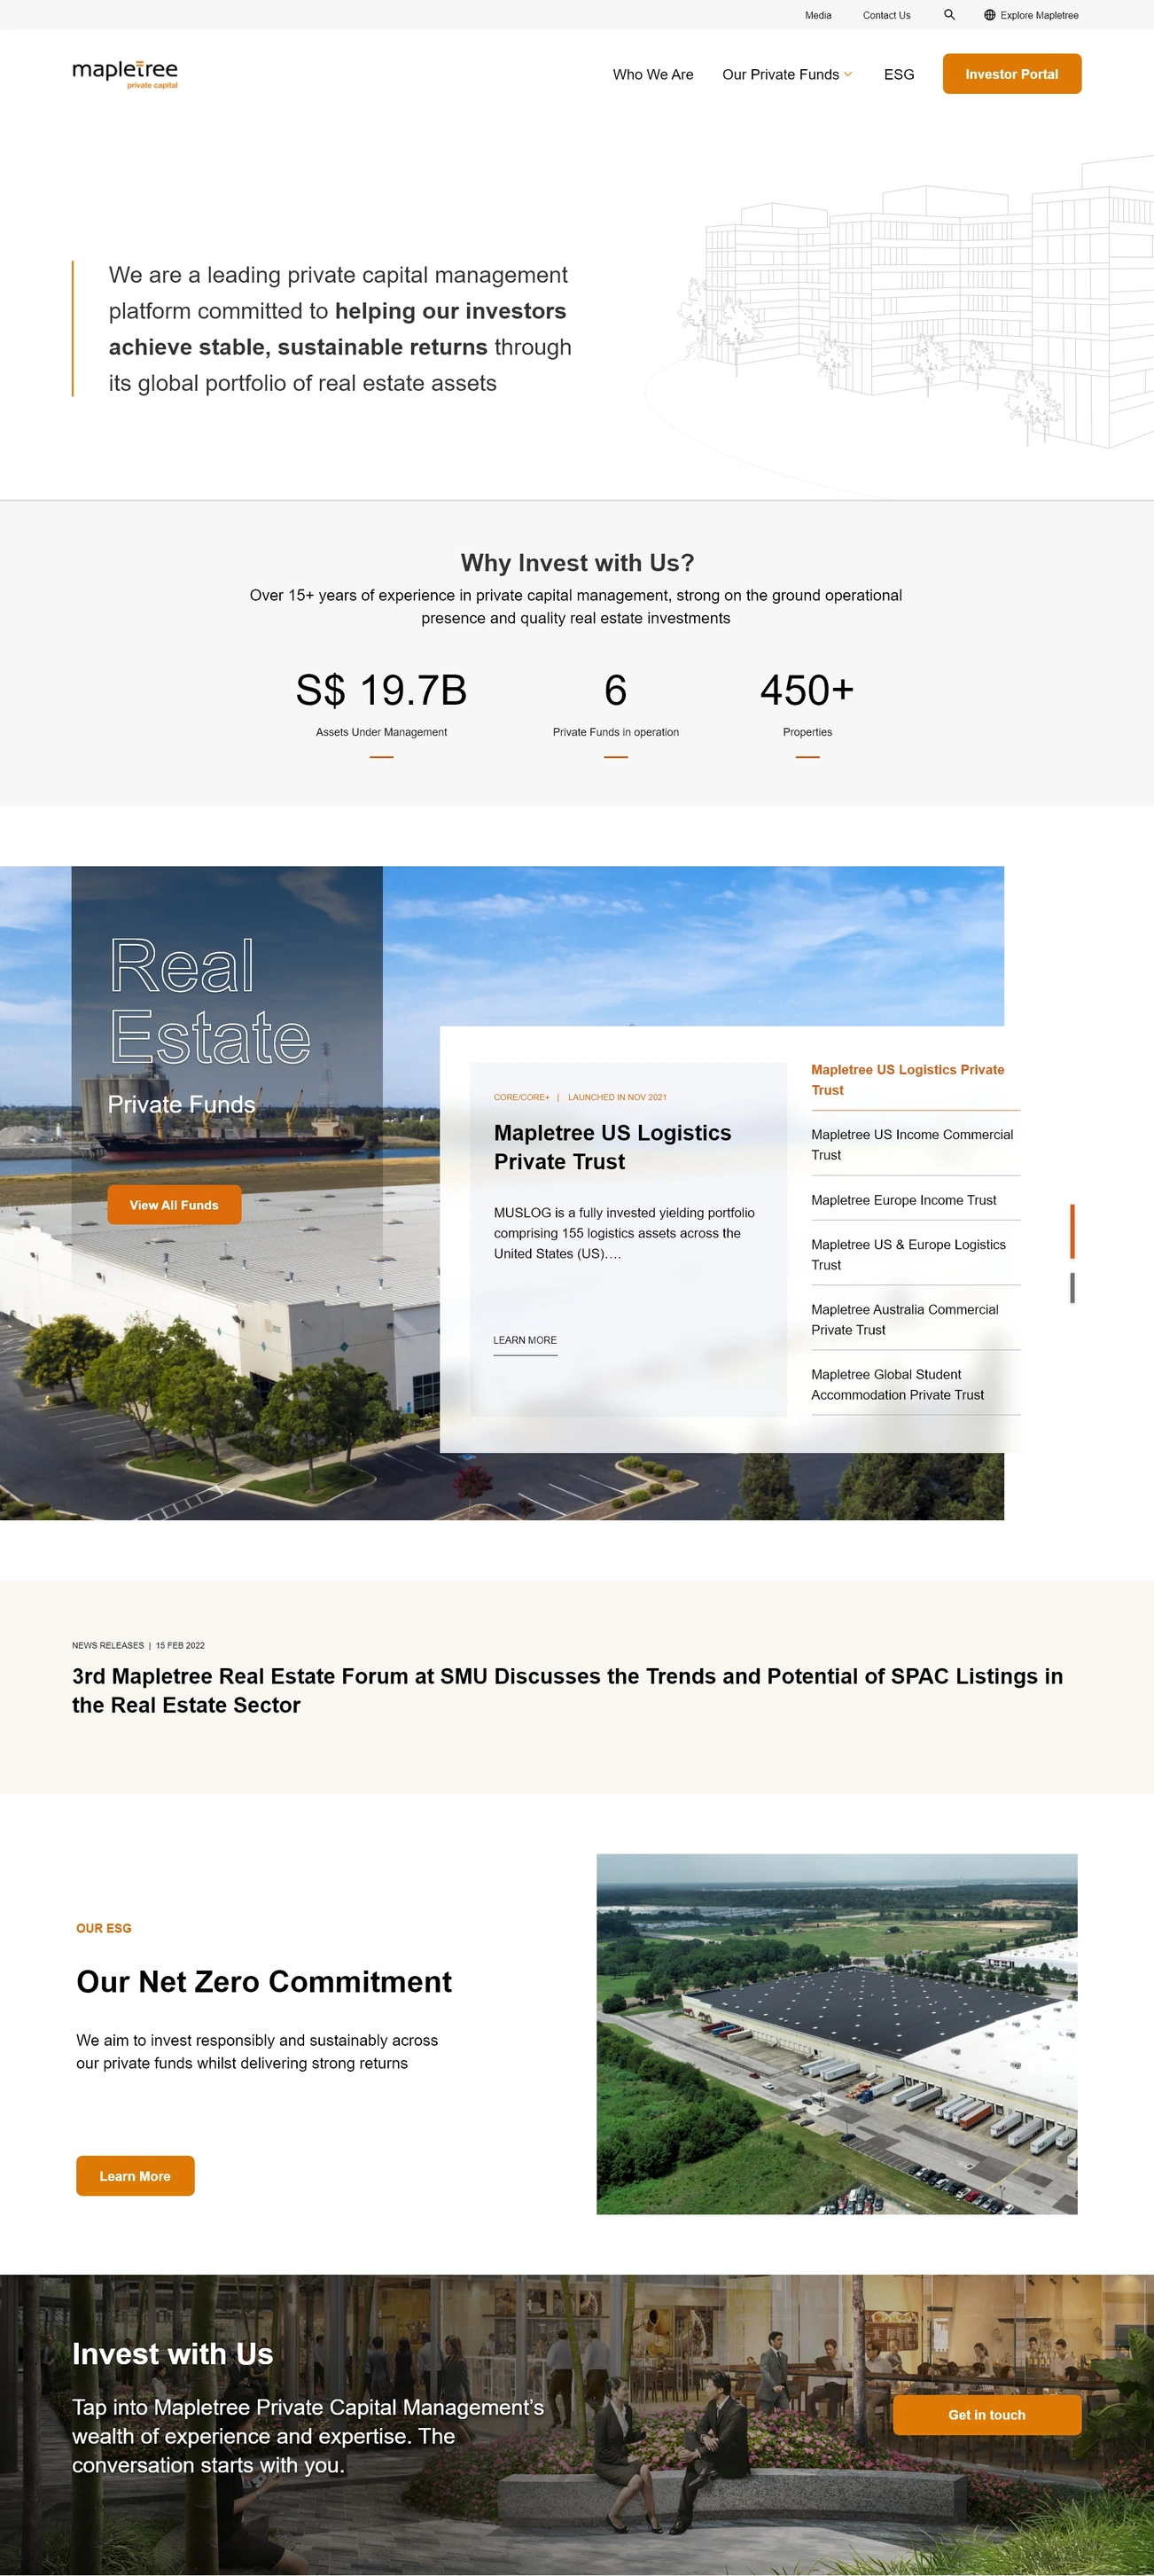 Media
Contact Us
Explore Mapletree
mapletree
private capital
Who We Are
Our Private Funds
ESG
Investor Portal
We are a leading private capital management
platform committed to helping our investors
achieve stable, sustainable returns through
its global portfolio of real estate assets
Why Invest with Us?
Over 15+ years of experience in private capital management, strong on the ground operational
presence and quality real estate investments
S$ 19.7B
Assets Under Management
6
Private Funds in operation
450+
Properties
Real
Estate
Private Funds
View All Funds
CORE/CORE+ | LAUNCHED IN NOV 2021
Mapletree US Logistics
Private Trust
MUSLOG is a fully invested yielding portfolio
comprising 155 logistics assets across the
United States (US)….
LEARN MORE
Mapletree US Logistics Private
Trust
Mapletree US Income Commercial
Trust
Mapletree Europe Income Trust
Mapletree US & Europe Logistics
Trust
Mapletree Australia Commercial
Private Trust
Mapletree Global Student
Accommodation Private Trust
NEWS RELEASES | 15 FEB 2022
3rd Mapletree Real Estate Forum at SMU Discusses the Trends and Potential of SPAC Listings in
the Real Estate Sector
OUR ESG
Our Net Zero Commitment
We aim to invest responsibly and sustainably across
our private funds whilst delivering strong returns
Learn More
Invest with Us
Tap into Mapletree Private Capital Management's
wealth of experience and expertise. The
conversation starts with you.
Get in touch